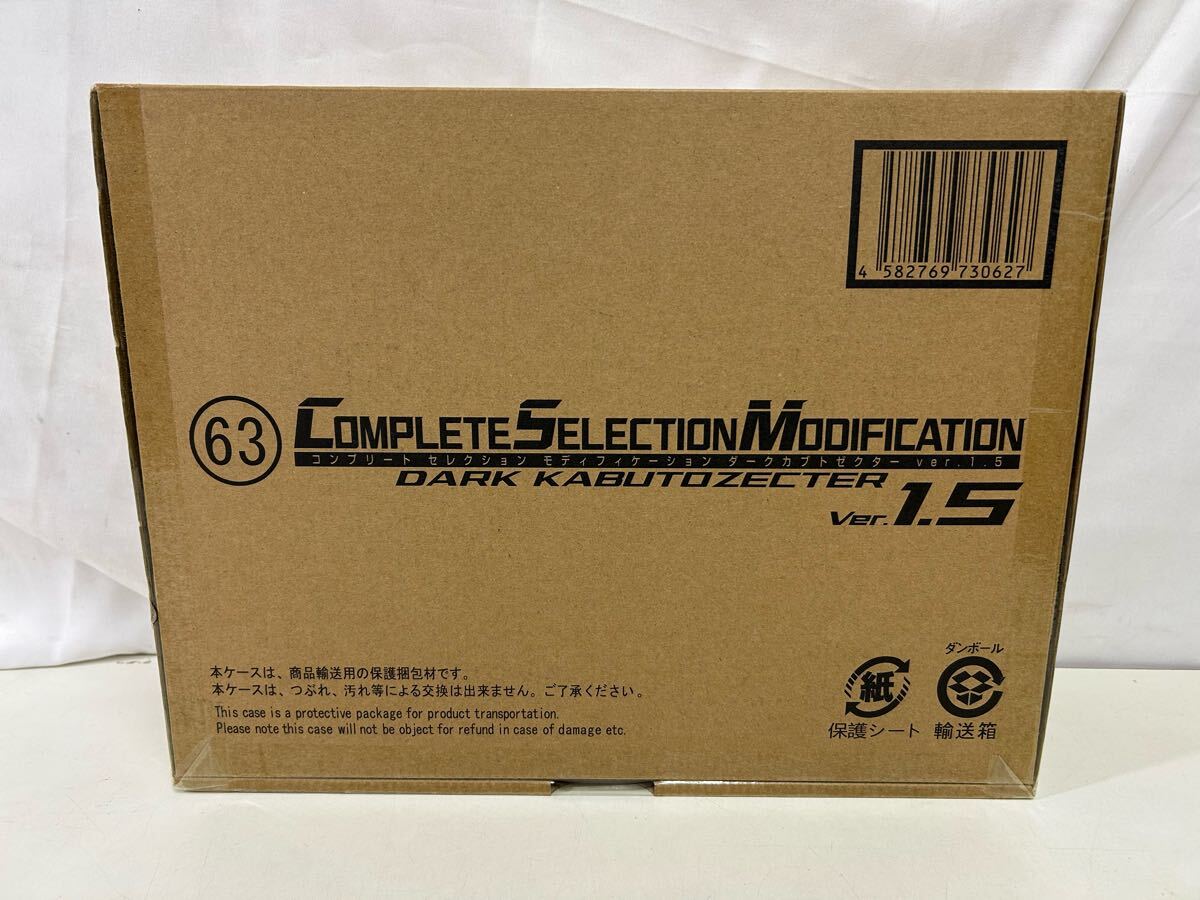 4 582769 730627
63
COMPLETE SELECTION MODIFICATION
コンプリート セレクション モディフィケーション ダークカブトゼクター ver.1.5
DARK KABUTOZECTER
Ver. 1.5
本ケースは、商品輸送用の保護梱包材です。
本ケースは、つぶれ、汚れ等による交換は出来ません。ご了承ください。
This case is a protective package for product transportation.
Please note this case will not be object for refund in case of damage etc.
紙
保護シート
ダンボール
輸送箱